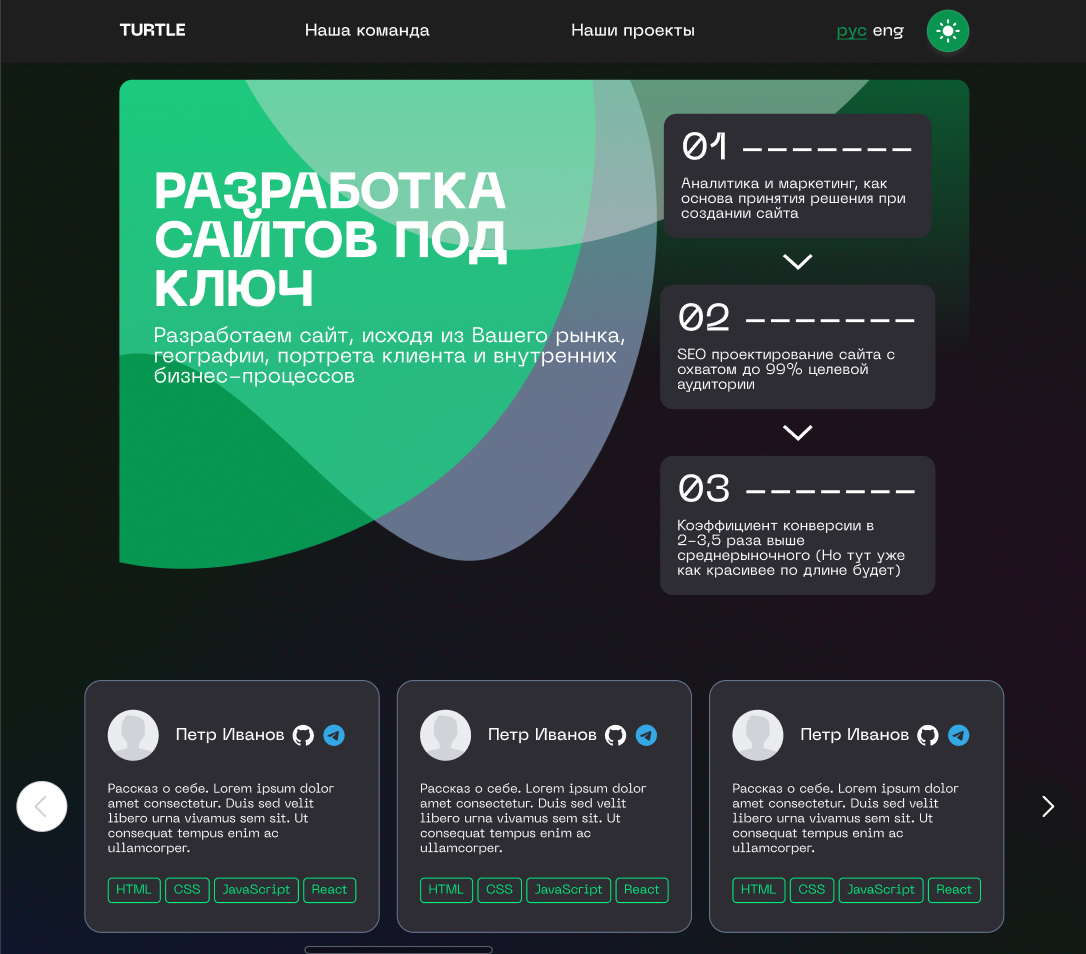 TURTLE
Наша команда
Наши проекты
рус eng
РАЗРАБОТКА
САЙТОВ ПОД
КЛЮЧ
Разработаем сайт, исходя из Вашего рынка,
географии, портрета клиента и внутренних
бизнес-процессов
01 –––––––
Аналитика и маркетинг, как
основа принятия решения при
создании сайта
02 –––––––
SEO проектирование сайта с
охватом до 99% целевой
аудитории
03 –––––––
Коэффициент конверсии в
2-3,5 раза выше
среднерыночного (Но тут уже
как красивее по длине будет)
Петр Иванов
Рассказ о себе. Lorem ipsum dolor
amet consectetur. Duis sed velit
libero urna vivamus sem sit. Ut
consequat tempus enim ac
ullamcorper.
HTML CSS JavaScript React
Петр Иванов
Рассказ о себе. Lorem ipsum dolor
amet consectetur. Duis sed velit
libero urna vivamus sem sit. Ut
consequat tempus enim ac
ullamcorper.
HTML CSS JavaScript React
Петр Иванов
Рассказ о себе. Lorem ipsum dolor
amet consectetur. Duis sed velit
libero urna vivamus sem sit. Ut
consequat tempus enim ac
ullamcorper.
HTML CSS JavaScript React